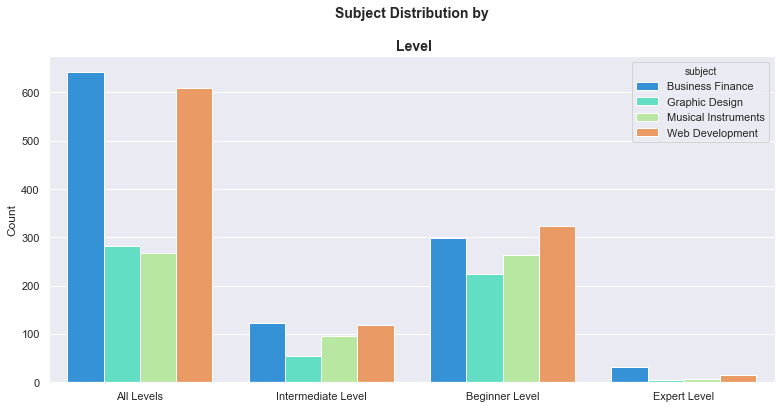 Subject Distribution by
Level
subject
Business Finance
Graphic Design
Musical Instruments
Web Development
600
500
400
300
200
100
0
Count
All Levels
Intermediate Level
Beginner Level
Expert Level